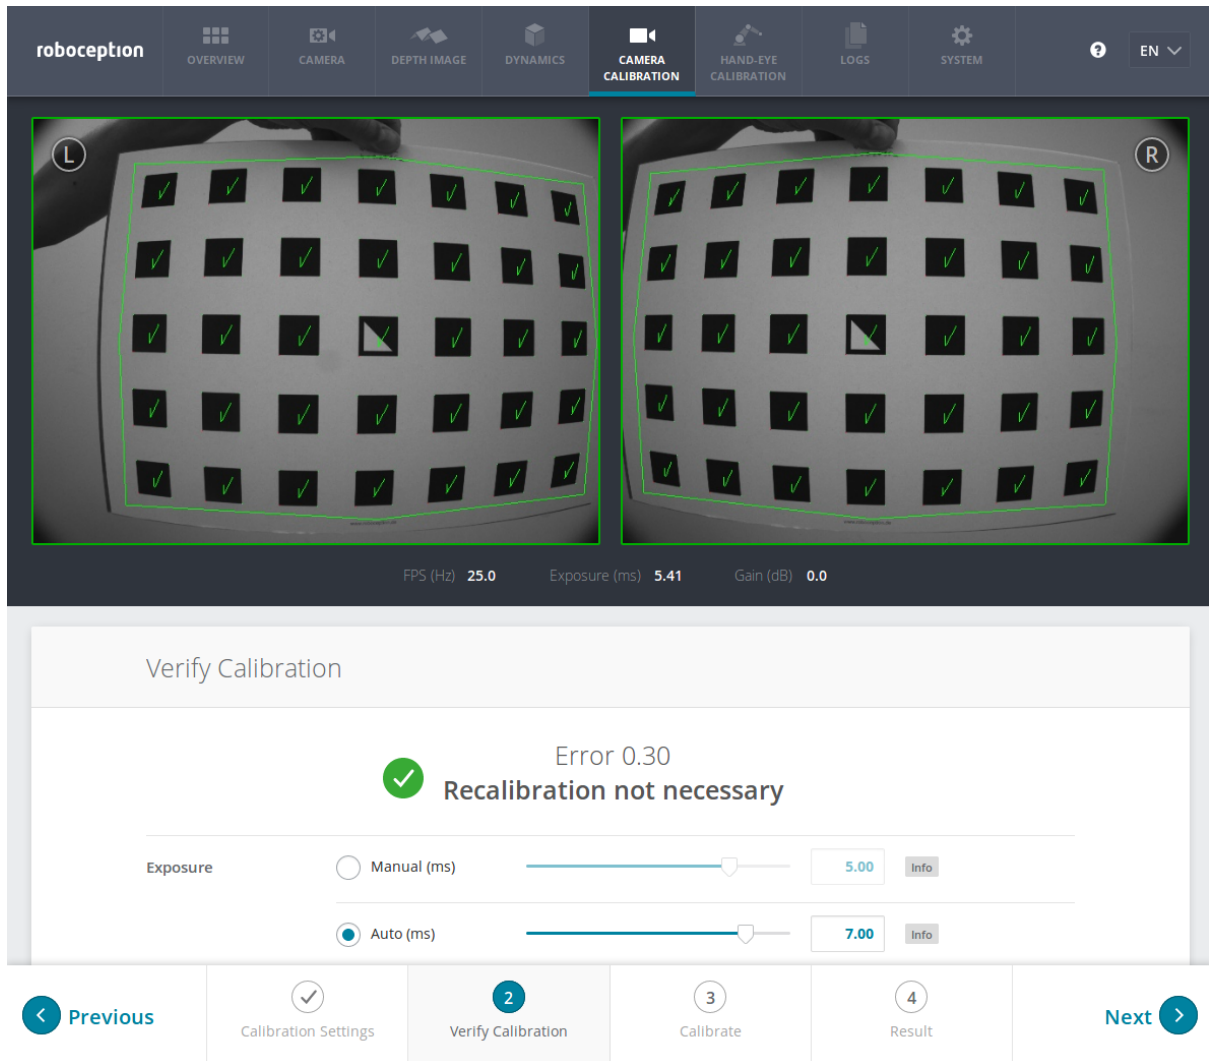 roboception
OVERVIEW
CAMERA
DEPTH IMAGE
DYNAMICS
CAMERA
CALIBRATION
HAND-EYE
CALIBRATION
LOGS
SYSTEM
?
EN
L
R
FPS (Hz) 25.0 Exposure (ms) 5.41 Gain (dB) 0.0
Verify Calibration
Error 0.30
Recalibration not necessary
Exposure Manual (ms) 5.00 Info
Auto (ms) 7.00 Info
Previous
Calibration Settings
2
Verify Calibration
3
Calibrate
4
Result
Next